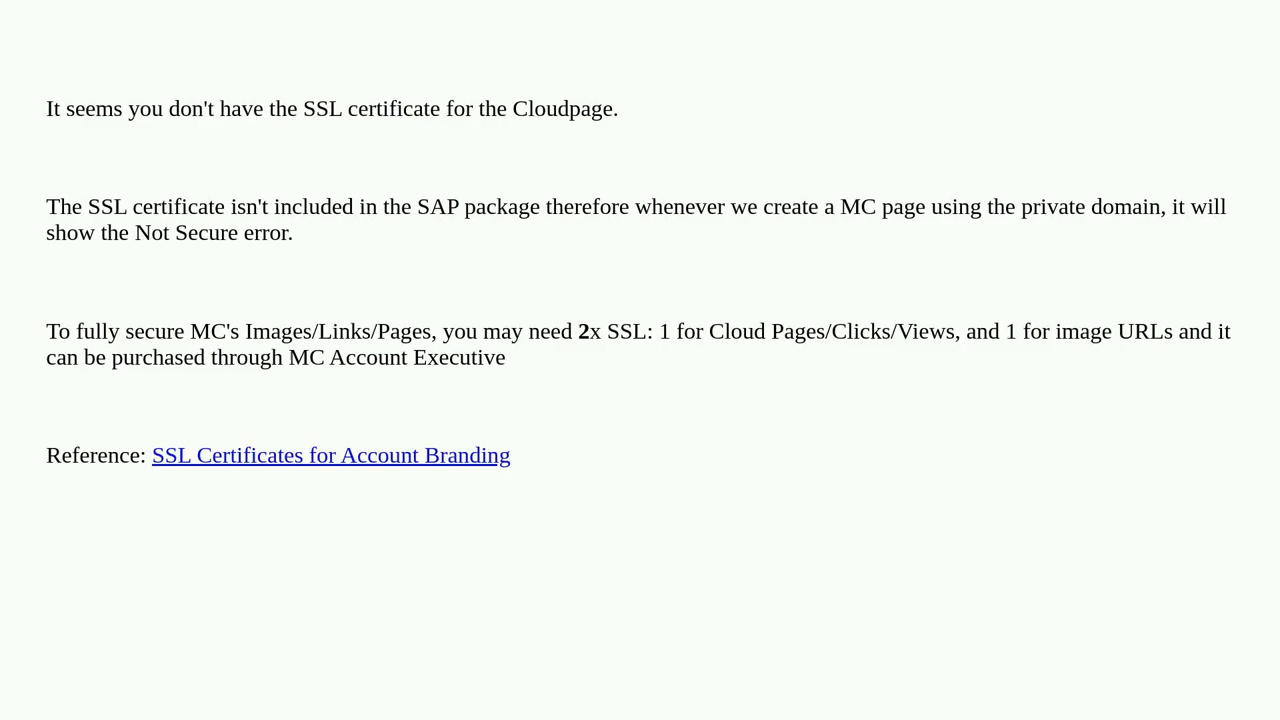 It seems you don't have the SSL certificate for the Cloudpage.
The SSL certificate isn't included in the SAP package therefore whenever we create a MC page using the private domain, it will
show the Not Secure error.
To fully secure MC's Images/Links/Pages, you may need 2x SSL: 1 for Cloud Pages/Clicks/Views, and 1 for image URLs and it
can be purchased through MC Account Executive
Reference: SSL Certificates for Account Branding